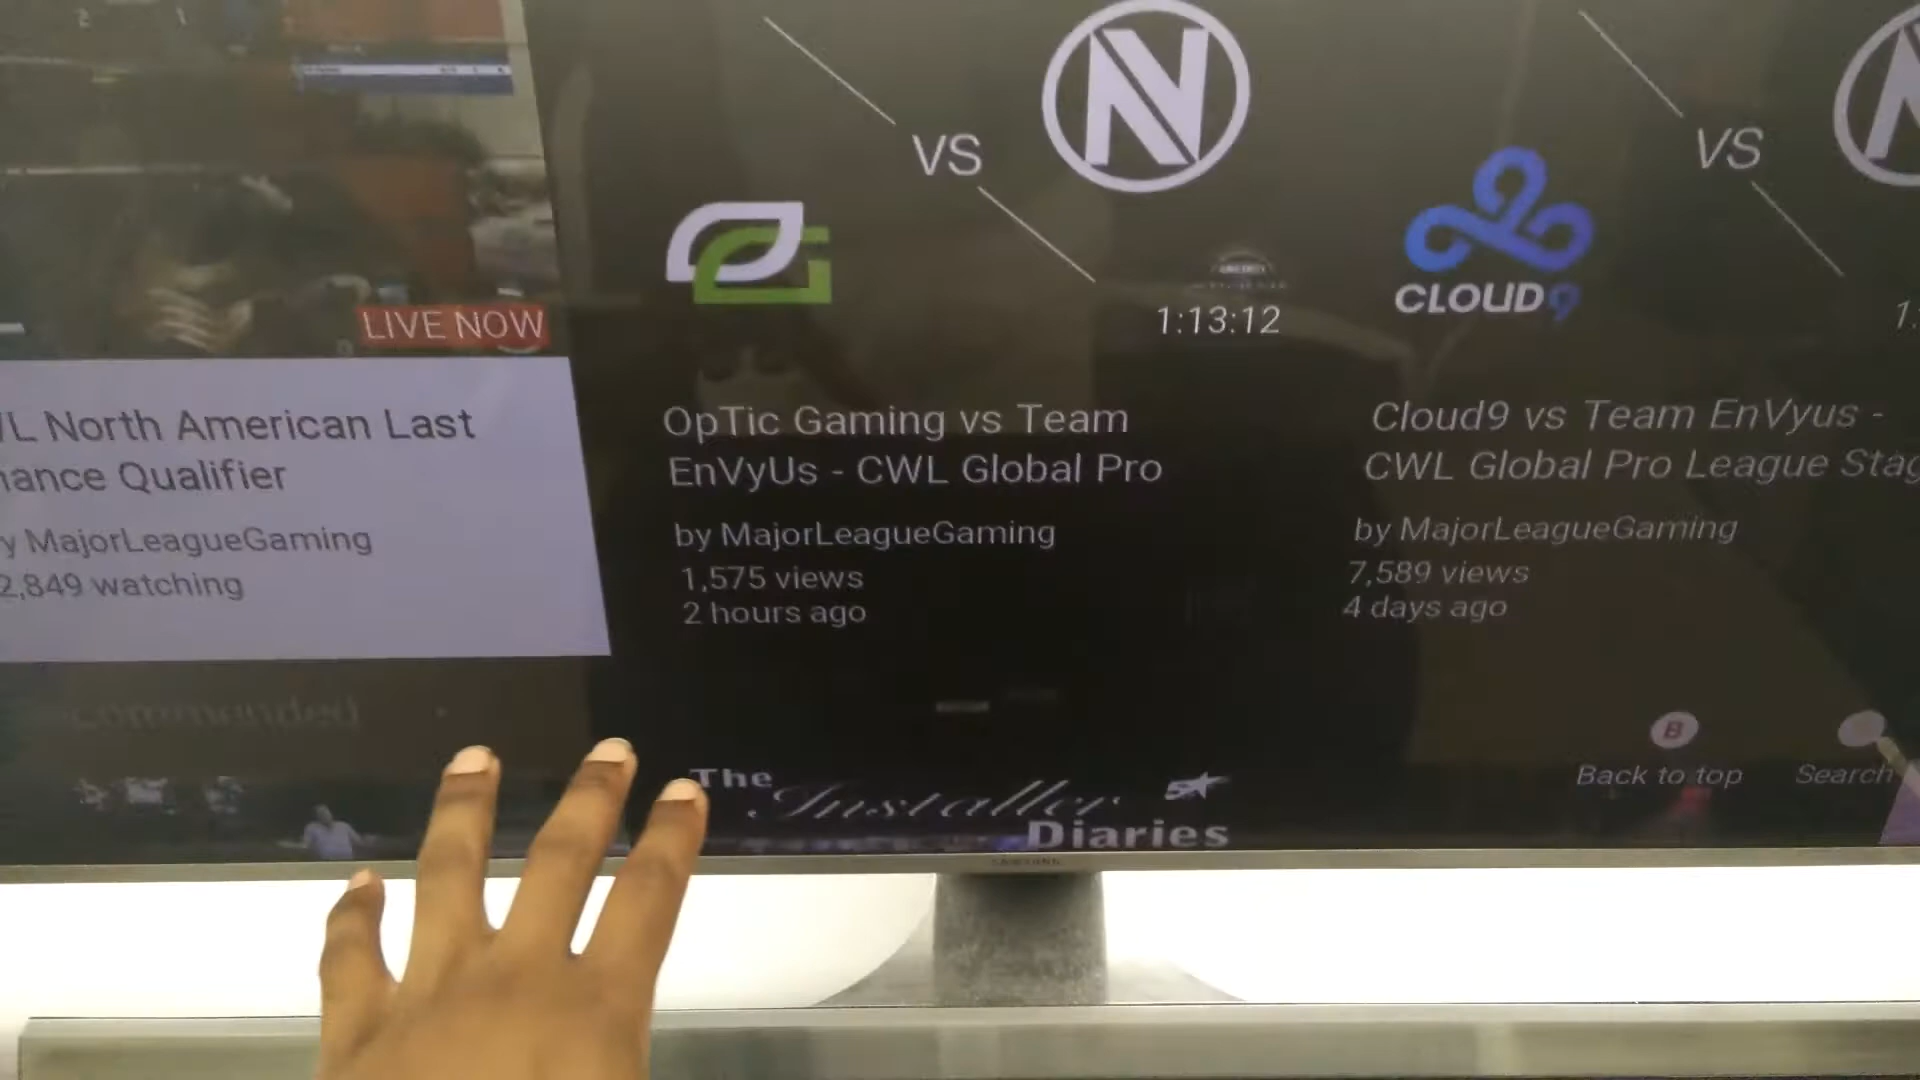 VS
VS
CLOUD9
LIVE NOW
1:13:12
North American Last
Qualifier
MajorLeagueGaming
2,849 watching
OpTic Gaming vs Team
EnVyUs - CWL Global Pro
by MajorLeagueGaming
1,575 views
2 hours ago
Cloud9 vs Team EnVyus -
CWL Global Pro League
by MajorLeagueGaming
7,589 views
4 days ago
B
Back to top
Search
The
Installer
Diaries
SAMSUNG